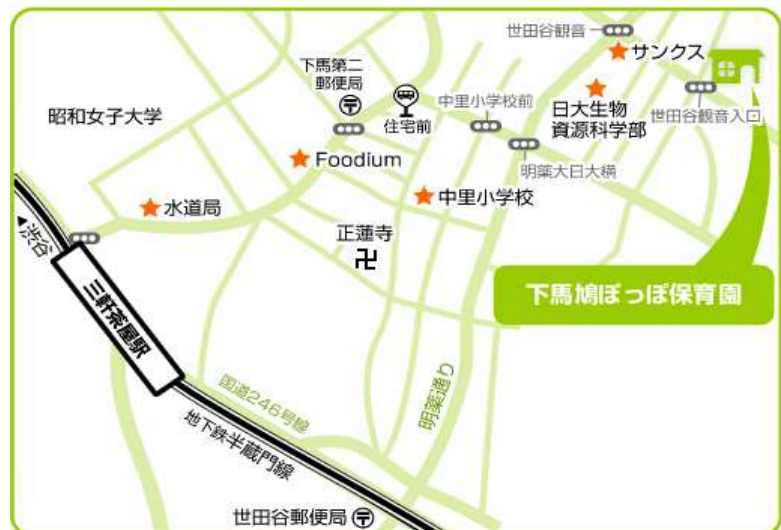 世田谷観音
サンクス
下馬第二
郵便局
昭和女子大学
住宅前
中里小学校前
日大生物
資源科学部
世田谷観音入口
Foodium
明薬大日大横
水道局
中里小学校
▲渋谷
正蓮寺
卍
三軒茶屋駅
下馬鳩ぽっぽ保育園
国道246号線
明薬通り
地下鉄半蔵門線
世田谷郵便局